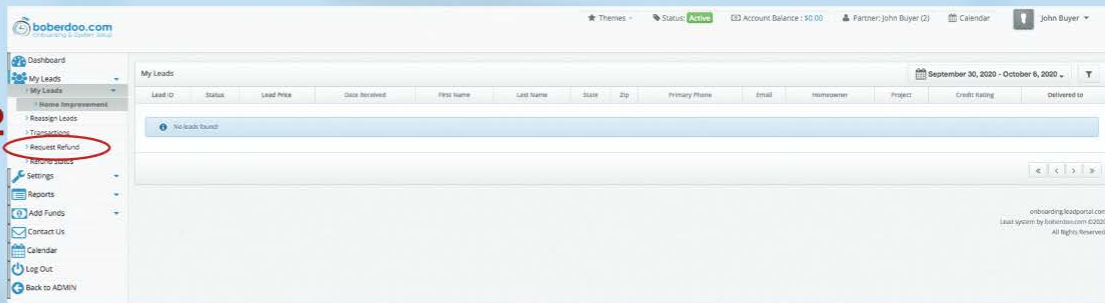 boberdoo.com
Onboarding & System Setup
Themes
Status: Active
Account Balance : $0.00
Partner: John Buyer (2)
Calendar
John Buyer
Dashboard
My Leads
My Leads
Home Improvement
Reassign Leads
Transactions
Request Refund
Refund Status
Settings
Reports
Add Funds
Contact Us
Calendar
Log Out
Back to ADMIN
My Leads
September 30, 2020 - October 6, 2020
Lead ID Status Lead Price Date Received First Name Last Name State Zip Primary Phone Email Homeowner Project Credit Rating Delivered to
No leads found!
« < > »
onboarding.leadportal.com
Lead system by boberdoo.com ©2020
All Rights Reserved